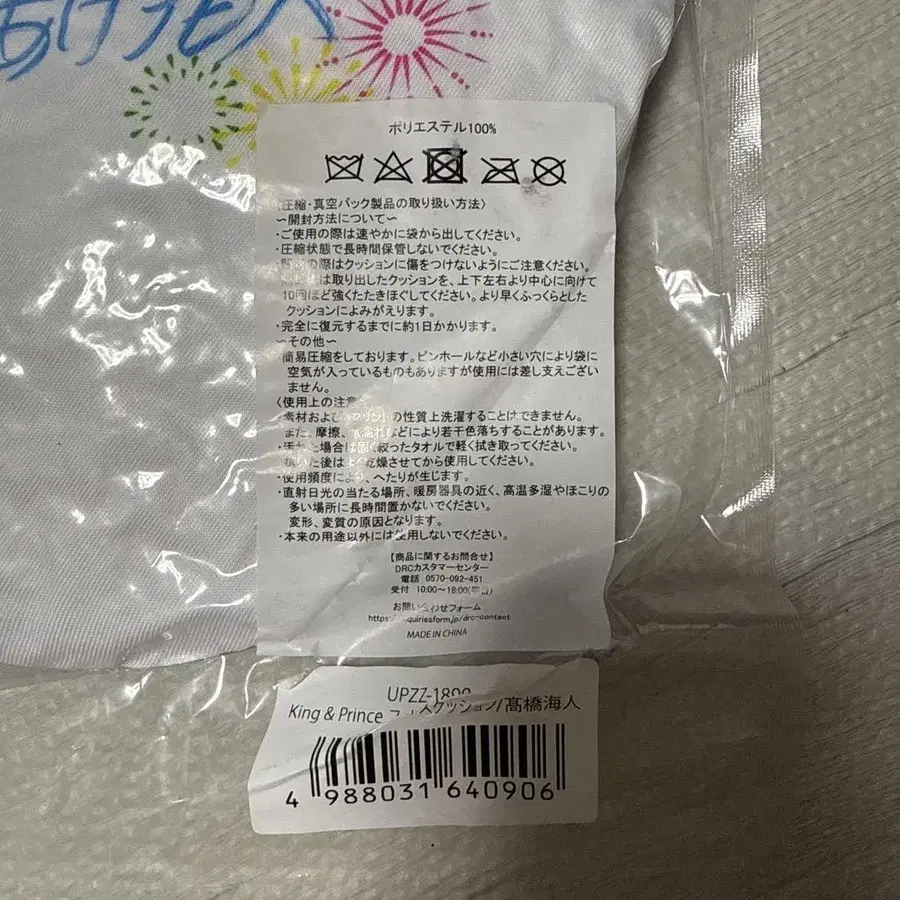 ポリエステル100%
〈圧縮・真空パック製品の取り扱い方法〉
〜開封方法について〜
・ご使用の際は速やかに袋から出してください。
・圧縮状態で長時間保管しないでください。
の際はクッションに傷をつけないようにご注意ください。
は取り出したクッションを、上下左右より中心に向けて
10回ほど強くたたきほぐしてください。より早くふっくらとした
クッションによみがえります。
・完全に復元するまでに約1日かかります。
〜その他〜
簡易圧縮をしております。ピンホールなど小さい穴により袋に
空気が入っているものもありますが使用には差し支えござい
ません。
〈使用上の注意
素材および の性質上洗濯することはできません。
また、摩擦、 などにより若干色落ちすることがあります。
・汚れた場合は固く絞ったタオルで軽く拭き取ってください。
拭いた後はよく乾燥させてから使用してください。
・使用頻度により、へたりが生じます。
・直射日光の当たる場所、暖房器具の近く、高温多湿やほこりの
多い場所に長時間置かないでください。
変形、変質の原因となります。
・本来の用途以外には使用しないでください。
【商品に関するお問合せ】
DRCカスタマーセンター
電話 0570-092-451
受付 10:00〜18:00(平日)
お問い合わせフォーム
quiriesform.jp/drc-contact
MADE IN CHINA
King & Prince クッション/髙橋海人
4 988031 640906